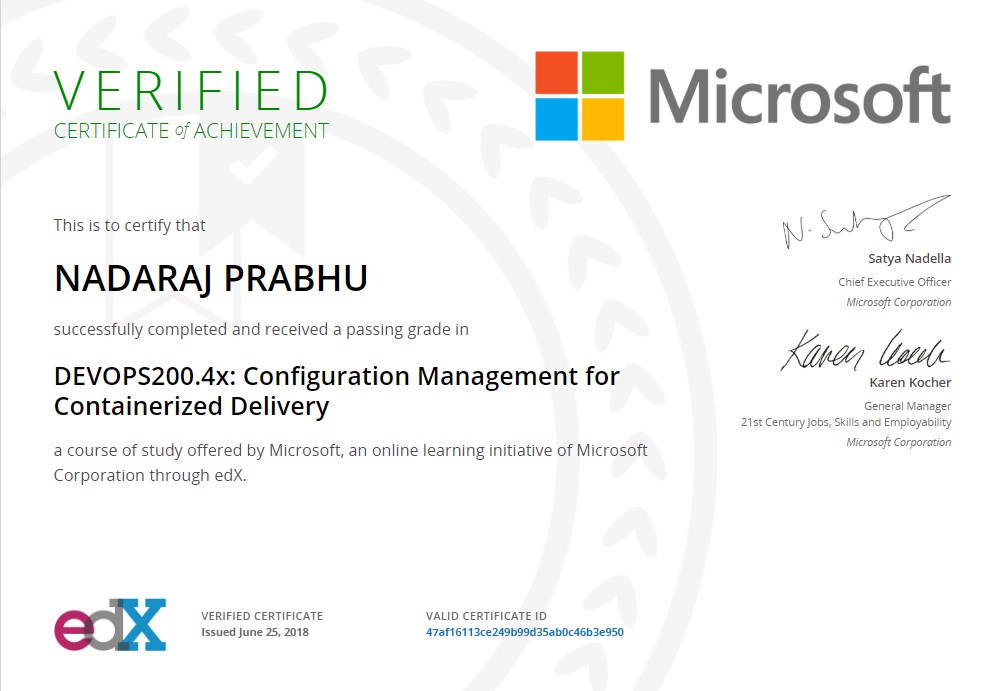 VERIFIED
CERTIFICATE of ACHIEVEMENT
Microsoft
This is to certify that
NADARAJ PRABHU
successfully completed and received a passing grade in
DEVOPS200.4x: Configuration Management for
Containerized Delivery
a course of study offered by Microsoft, an online learning initiative of Microsoft
Corporation through edX.
Satya Nadella
Chief Executive Officer
Microsoft Corporation
Karen Kocher
General Manager
21st Century Jobs, Skills and Employability
Microsoft Corporation
edX
VERIFIED CERTIFICATE
Issued June 25, 2018
VALID CERTIFICATE ID
47af16113ce249b99d35ab0c46b3e950